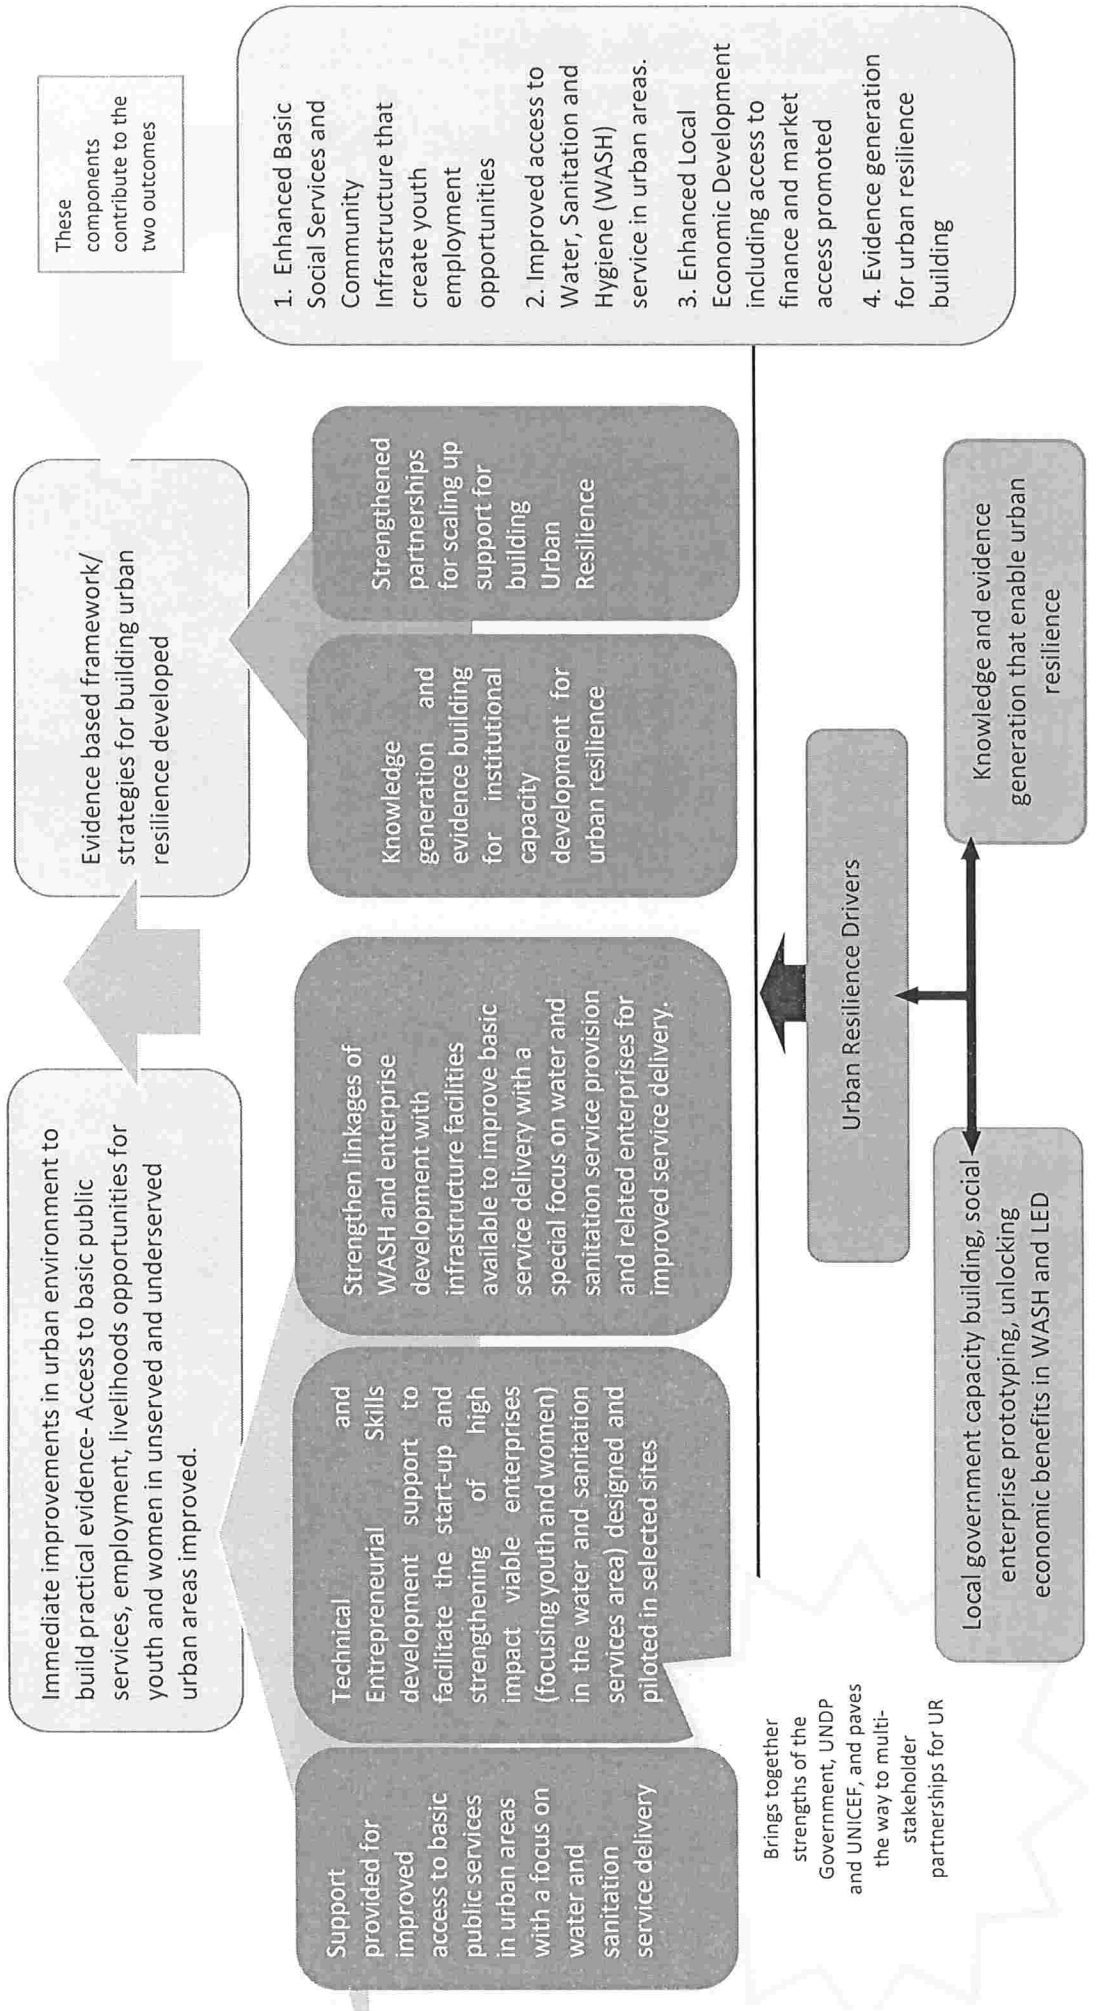 Immediate improvements in urban environment to
build practical evidence- Access to basic public
services, employment, livelihoods opportunities for
youth and women in unserved and underserved
urban areas improved.
Evidence based framework/
strategies for building urban
resilience developed
These
components
contribute to the
two outcomes
Support
provided for
improved
access to basic
public services
in urban areas
with a focus on
water and
sanitation
service delivery
Technical and
Entrepreneurial Skills
development support to
facilitate the start-up and
strengthening of high
impact viable enterprises
(focusing youth and women)
in the water and sanitation
services area) designed and
piloted in selected sites
Strengthen linkages of
WASH and enterprise
development with
infrastructure facilities
available to improve basic
service delivery with a
special focus on water and
sanitation service provision
and related enterprises for
improved service delivery.
Knowledge
generation and
evidence building
for institutional
capacity
development for
urban resilience
Strengthened
partnerships
for scaling up
support for
building
Urban
Resilience
1. Enhanced Basic
Social Services and
Community
Infrastructure that
create youth
employment
opportunities
2. Improved access to
Water, Sanitation and
Hygiene (WASH)
service in urban areas.
3. Enhanced Local
Economic Development
including access to
finance and market
access promoted
4. Evidence generation
for urban resilience
building
Brings together
strengths of the
Government, UNDP
and UNICEF, and paves
the way to multi-
stakeholder
partnerships for UR
Urban Resilience Drivers
Local government capacity building, social
enterprise prototyping, unlocking
economic benefits in WASH and LED
Knowledge and evidence
generation that enable urban
resilience